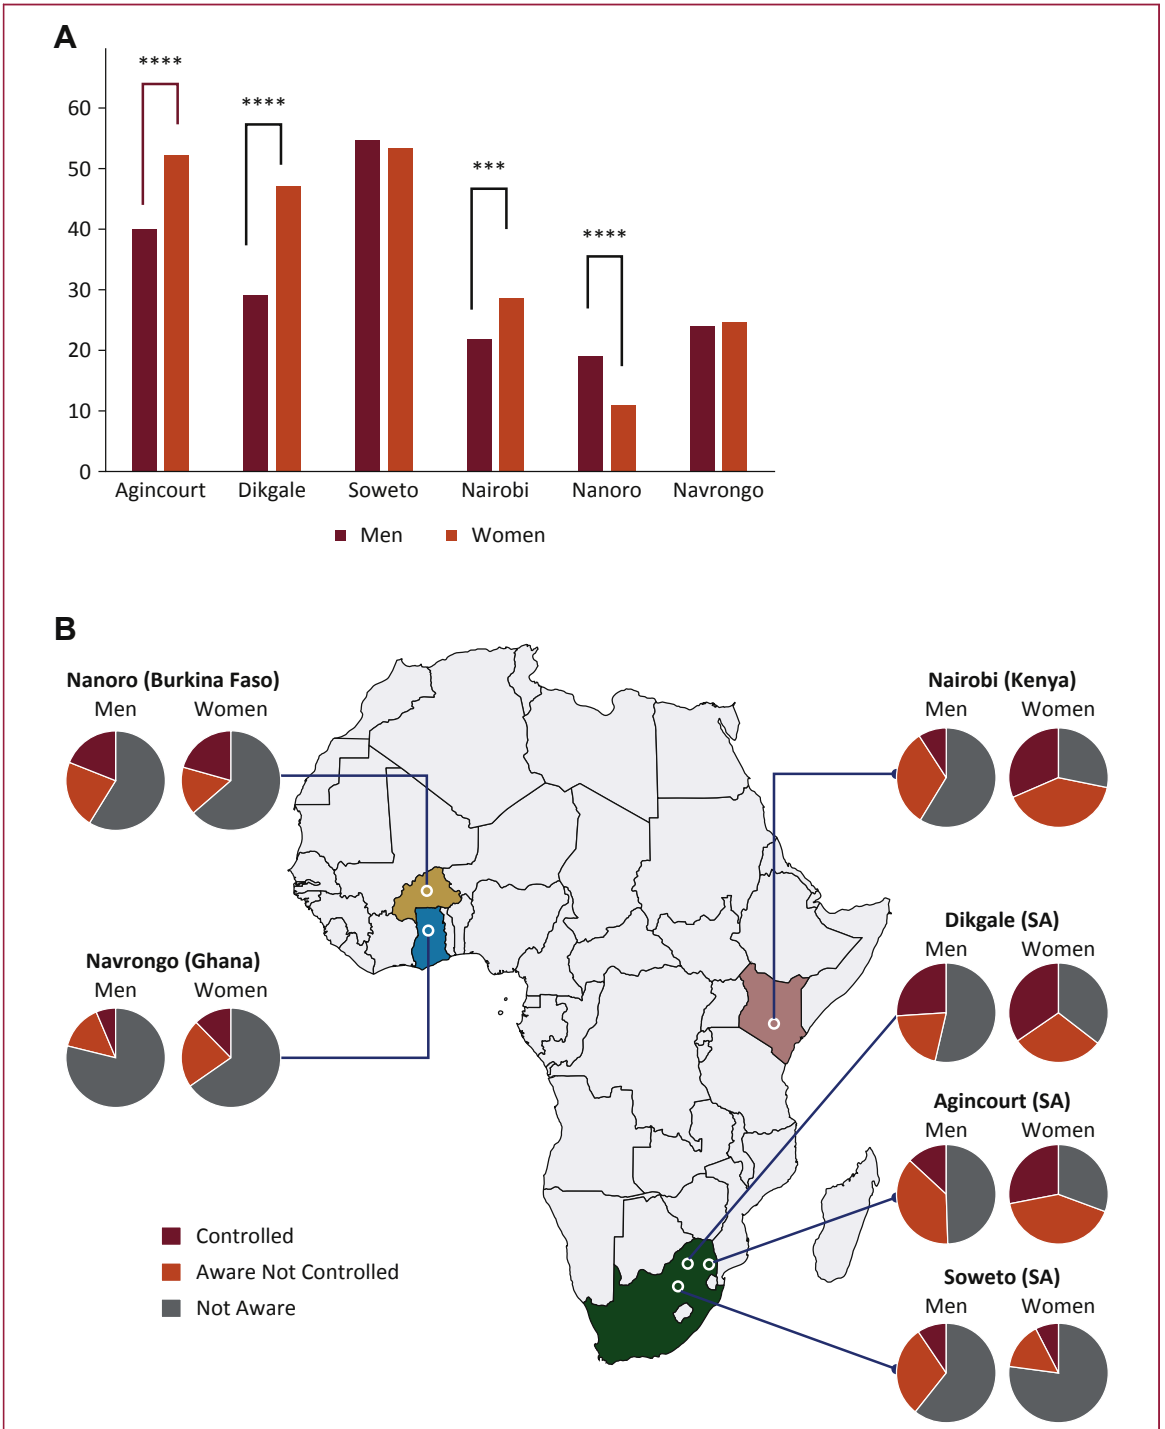 A
****
****
***
****
60
50
40
30
20
10
0
Agincourt Dikgale Soweto Nairobi Nanoro Navrongo
Men Women
B
Nanoro (Burkina Faso)
Men Women
Nairobi (Kenya)
Men Women
Navrongo (Ghana)
Men Women
Dikgale (SA)
Men Women
Agincourt (SA)
Men Women
Soweto (SA)
Men Women
Controlled
Aware Not Controlled
Not Aware